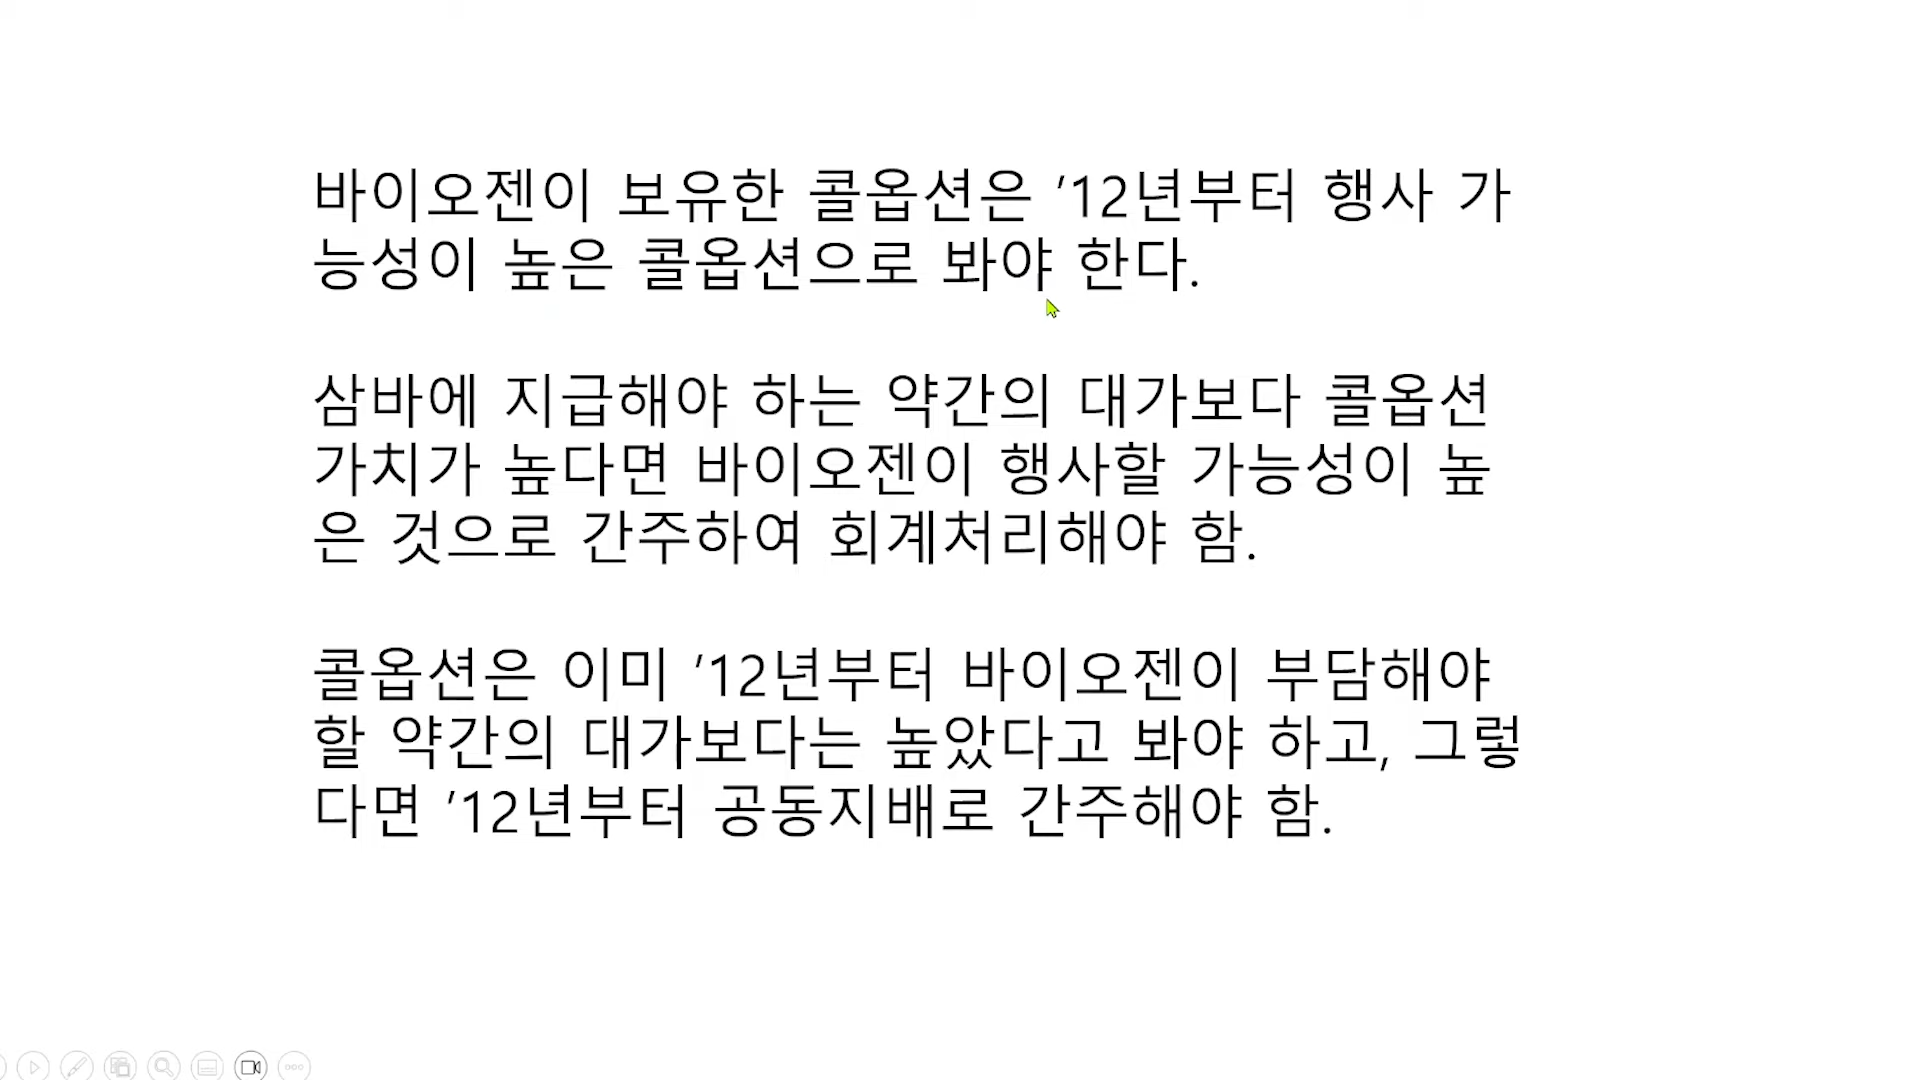 바이오젠이 보유한 콜옵션은 ’12년부터 행사 가
능성이 높은 콜옵션으로 봐야 한다.
삼바에 지급해야 하는 약간의 대가보다 콜옵션
가치가 높다면 바이오젠이 행사할 가능성이 높
은 것으로 간주하여 회계처리해야 함.
콜옵션은 이미 ’12년부터 바이오젠이 부담해야
할 약간의 대가보다는 높았다고 봐야 하고, 그렇
다면 ’12년부터 공동지배로 간주해야 함.